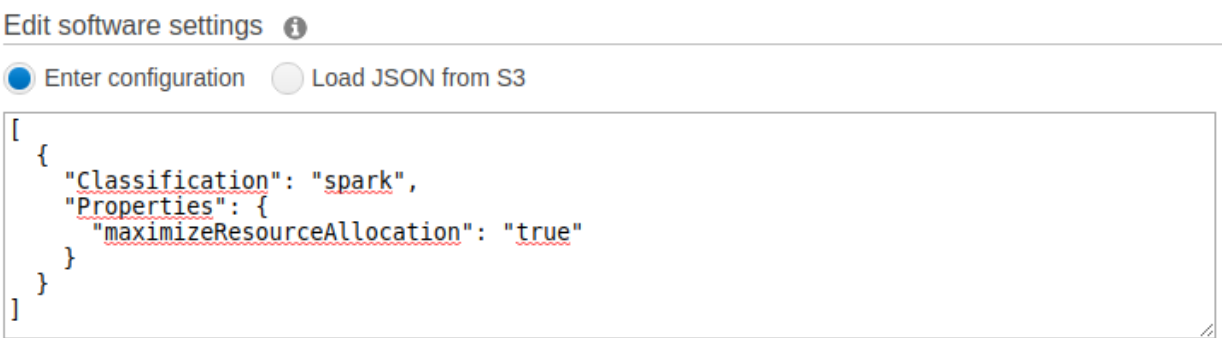 Edit software settings
Enter configuration Load JSON from S3
[
  {
    "Classification": "spark",
    "Properties": {
      "maximizeResourceAllocation": "true"
    }
  }
]